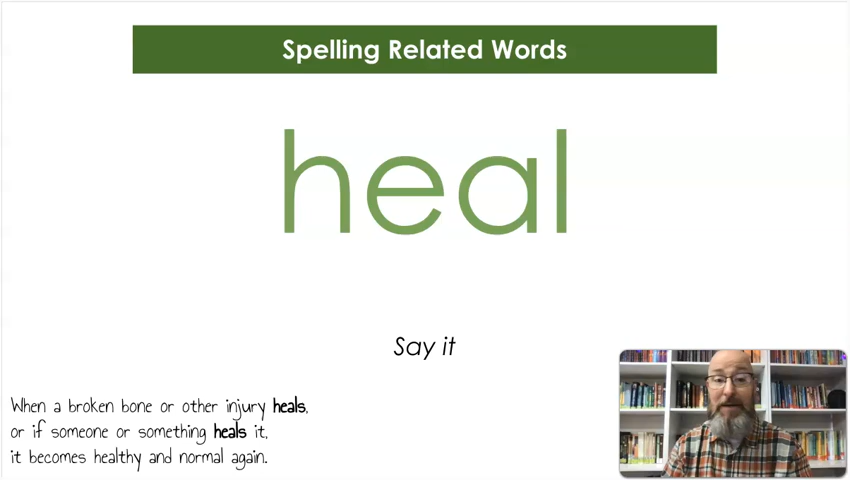 Spelling Related Words
heal
Say it
When a broken bone or other injury heals,
or if someone or something heals it,
it becomes healthy and normal again.